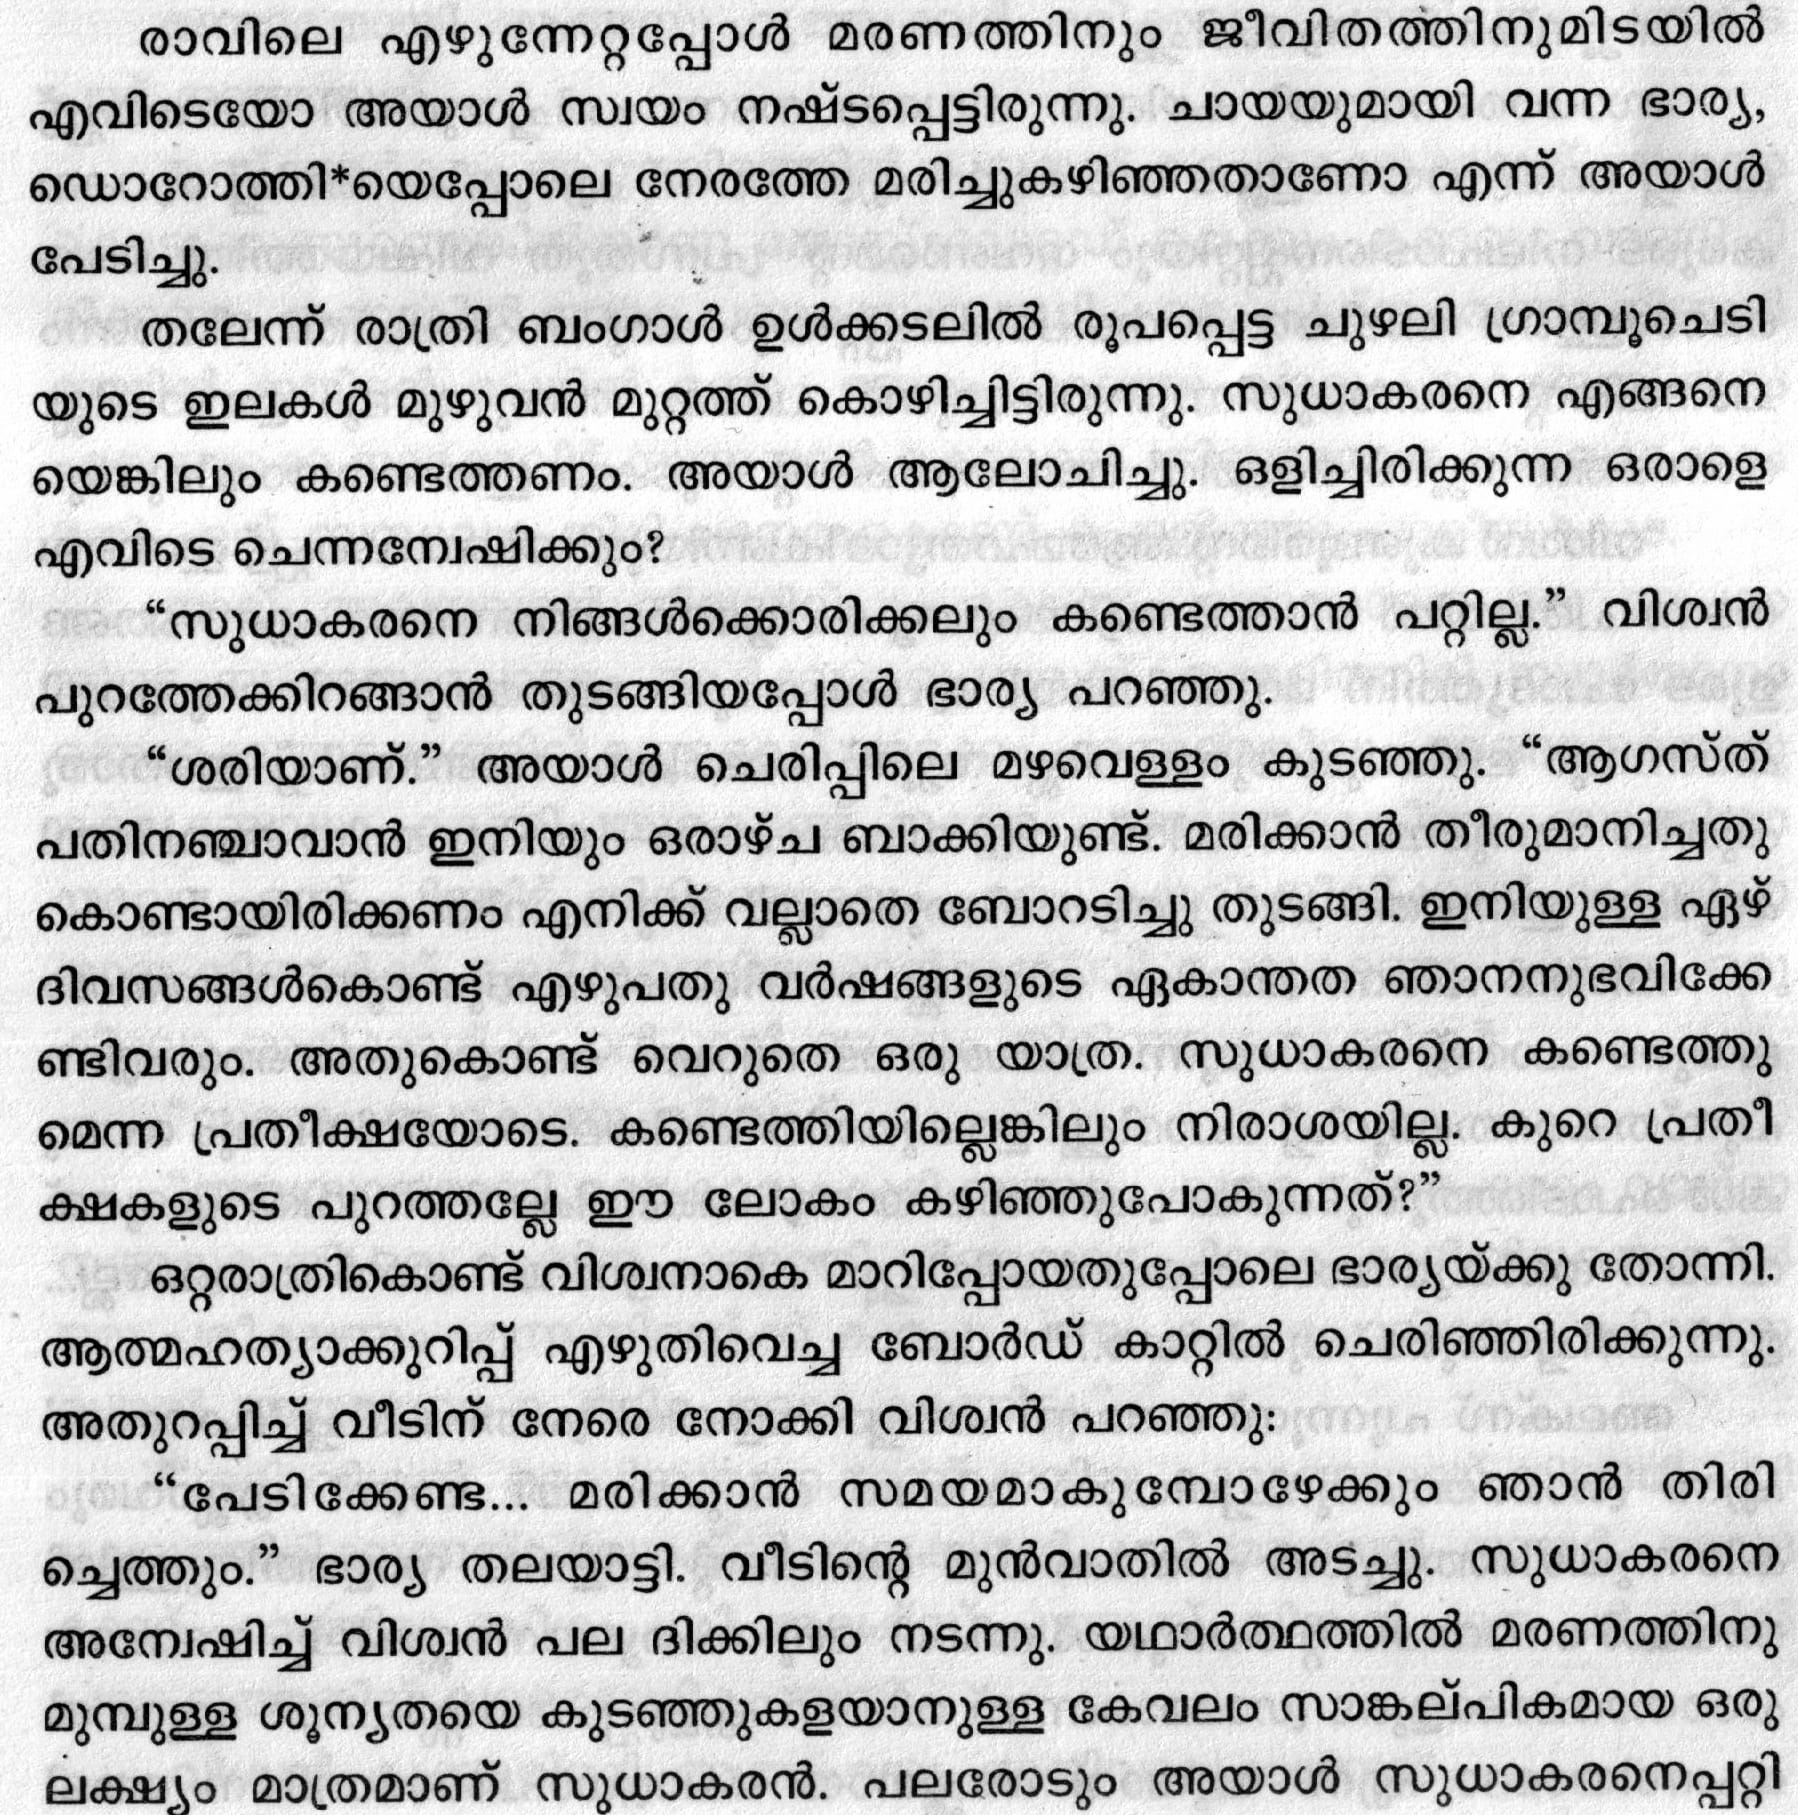 രാവിലെ എഴുന്നേറ്റപ്പോൾ മരണത്തിനും ജീവിതത്തിനുമിടയിൽ
എവിടെയോ അയാൾ സ്വയം നഷ്ടപ്പെട്ടിരുന്നു. ചായയുമായി വന്ന ഭാര്യ,
ഡൊറോത്തി*യെപ്പോലെ നേരത്തേ മരിച്ചുകഴിഞ്ഞതാണോ എന്ന് അയാൾ
പേടിച്ചു.
തലേന്ന് രാത്രി ബംഗാൾ ഉൾക്കടലിൽ രൂപപ്പെട്ട ചുഴലി ഗ്രാമ്പൂചെടി
യുടെ ഇലകൾ മുഴുവൻ മുറ്റത്ത് കൊഴിച്ചിട്ടിരുന്നു. സുധാകരനെ എങ്ങനെ
യെങ്കിലും കണ്ടെത്തണം. അയാൾ ആലോചിച്ചു. ഒളിച്ചിരിക്കുന്ന ഒരാളെ
എവിടെ ചെന്നന്വേഷിക്കും?
“സുധാകരനെ നിങ്ങൾക്കൊരിക്കലും കണ്ടെത്താൻ പറ്റില്ല.” വിശ്വൻ
പുറത്തേക്കിറങ്ങാൻ തുടങ്ങിയപ്പോൾ ഭാര്യ പറഞ്ഞു.
“ശരിയാണ്.” അയാൾ ചെരിപ്പിലെ മഴവെള്ളം കുടഞ്ഞു. “ആഗസ്ത്
പതിനഞ്ചാവാൻ ഇനിയും ഒരാഴ്ച ബാക്കിയുണ്ട്. മരിക്കാൻ തീരുമാനിച്ചതു
കൊണ്ടായിരിക്കണം എനിക്ക് വല്ലാതെ ബോറടിച്ചു തുടങ്ങി. ഇനിയുള്ള ഏഴ്
ദിവസങ്ങൾകൊണ്ട് എഴുപതു വർഷങ്ങളുടെ ഏകാന്തത ഞാനനുഭവിക്കേ
ണ്ടിവരും. അതുകൊണ്ട് വെറുതെ ഒരു യാത്ര. സുധാകരനെ കണ്ടെത്തു
മെന്ന പ്രതീക്ഷയോടെ. കണ്ടെത്തിയില്ലെങ്കിലും നിരാശയില്ല. കുറെ പ്രതീ
ക്ഷകളുടെ പുറത്തല്ലേ ഈ ലോകം കഴിഞ്ഞുപോകുന്നത്?”
ഒറ്റരാത്രികൊണ്ട് വിശ്വനാകെ മാറിപ്പോയതുപ്പോലെ ഭാര്യയ്ക്കു തോന്നി.
ആത്മഹത്യാക്കുറിപ്പ് എഴുതിവെച്ച ബോർഡ് കാറ്റിൽ ചെരിഞ്ഞിരിക്കുന്നു.
അതുറപ്പിച്ച് വീടിന് നേരെ നോക്കി വിശ്വൻ പറഞ്ഞു:
“പേടിക്കേണ്ട... മരിക്കാൻ സമയമാകുമ്പോഴേക്കും ഞാൻ തിരി
ച്ചെത്തും.” ഭാര്യ തലയാട്ടി. വീടിന്റെ മുൻവാതിൽ അടച്ചു. സുധാകരനെ
അന്വേഷിച്ച് വിശ്വൻ പല ദിക്കിലും നടന്നു. യഥാർത്ഥത്തിൽ മരണത്തിനു
മുമ്പുള്ള ശൂന്യതയെ കുടഞ്ഞുകളയാനുള്ള കേവലം സാങ്കല്പികമായ ഒരു
ലക്ഷ്യം മാത്രമാണ് സുധാകരൻ. പലരോടും അയാൾ സുധാകരനെപ്പറ്റി